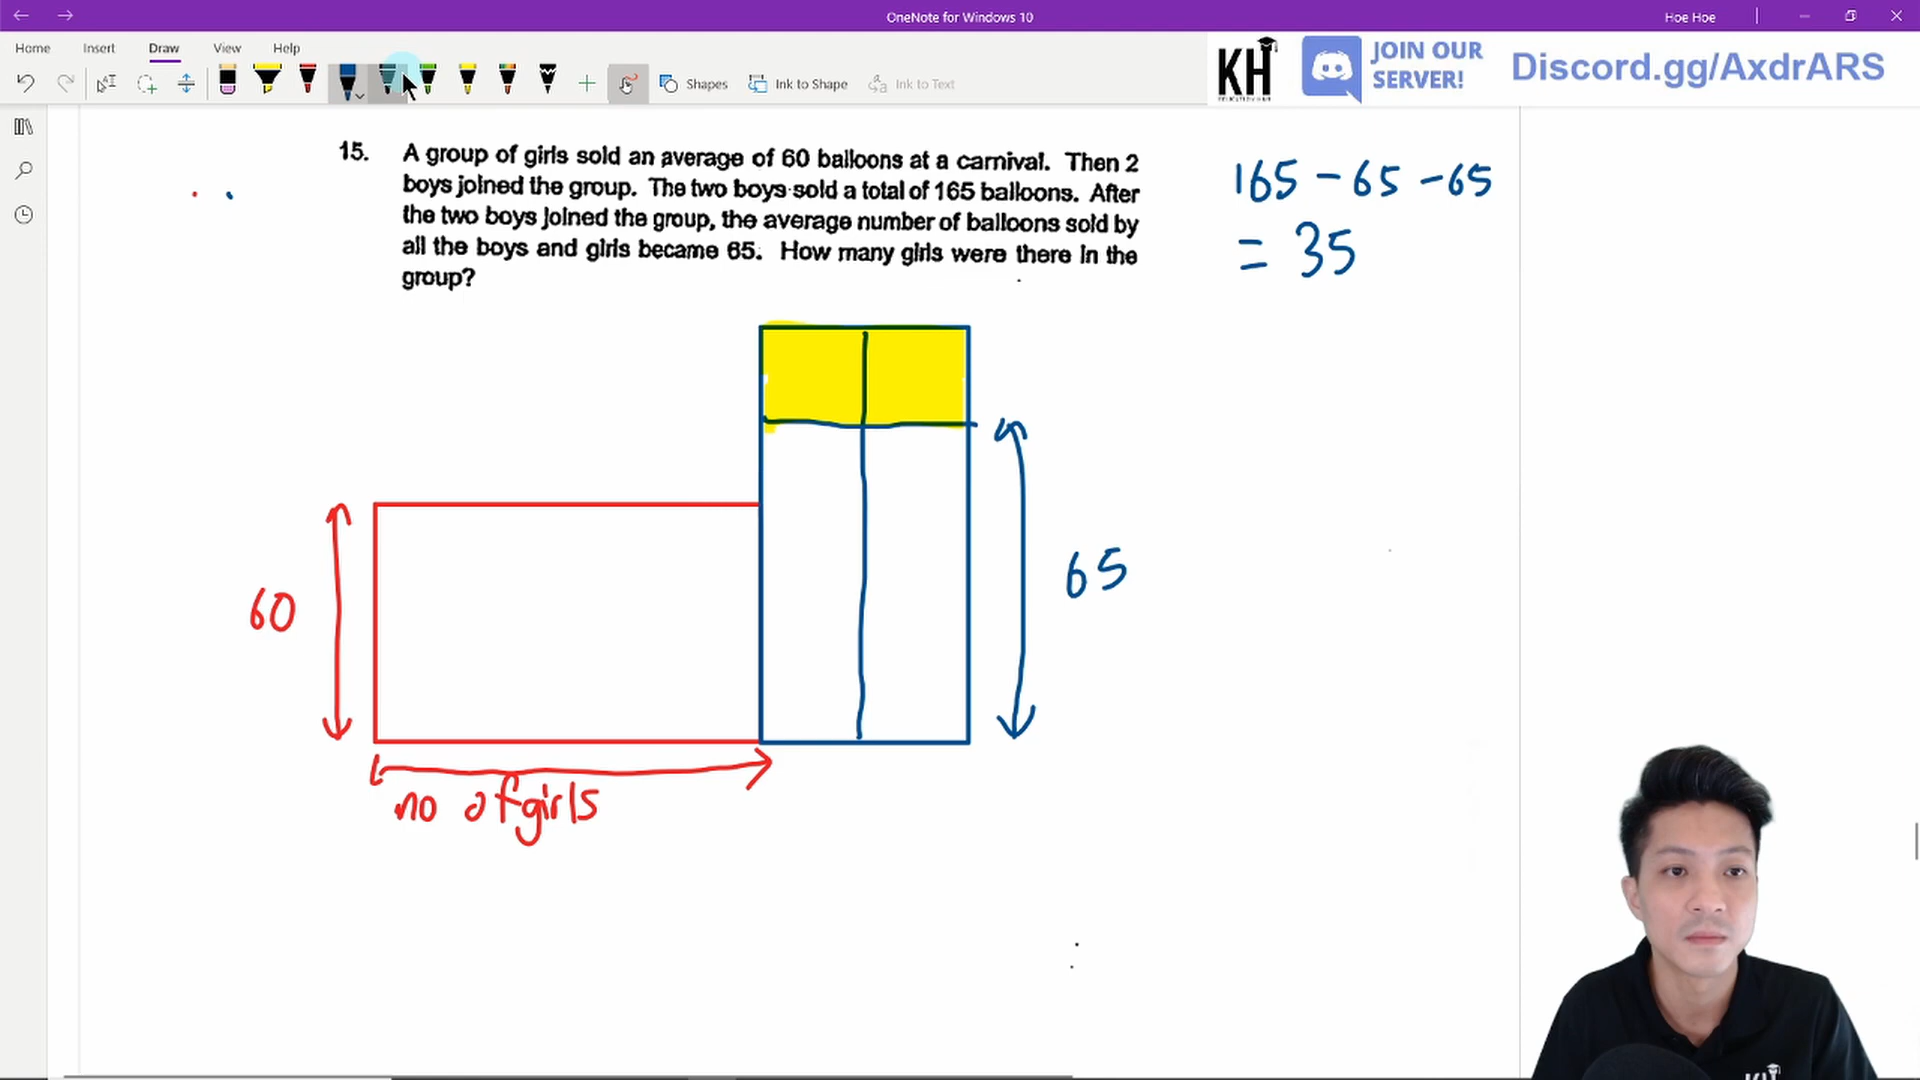 OneNote for Windows 10
Hoe Hoe
Home Insert Draw View Help
Shapes Ink to Shape Ink to Text
KH
JOIN OUR
SERVER!
Discord.gg/AxdrARS
15. A group of girls sold an average of 60 balloons at a carnival. Then 2
boys joined the group. The two boys sold a total of 165 balloons. After
the two boys joined the group, the average number of balloons sold by
all the boys and girls became 65. How many girls were there in the
group?
165 - 65 - 65
= 35
60
65
no of girls
KH